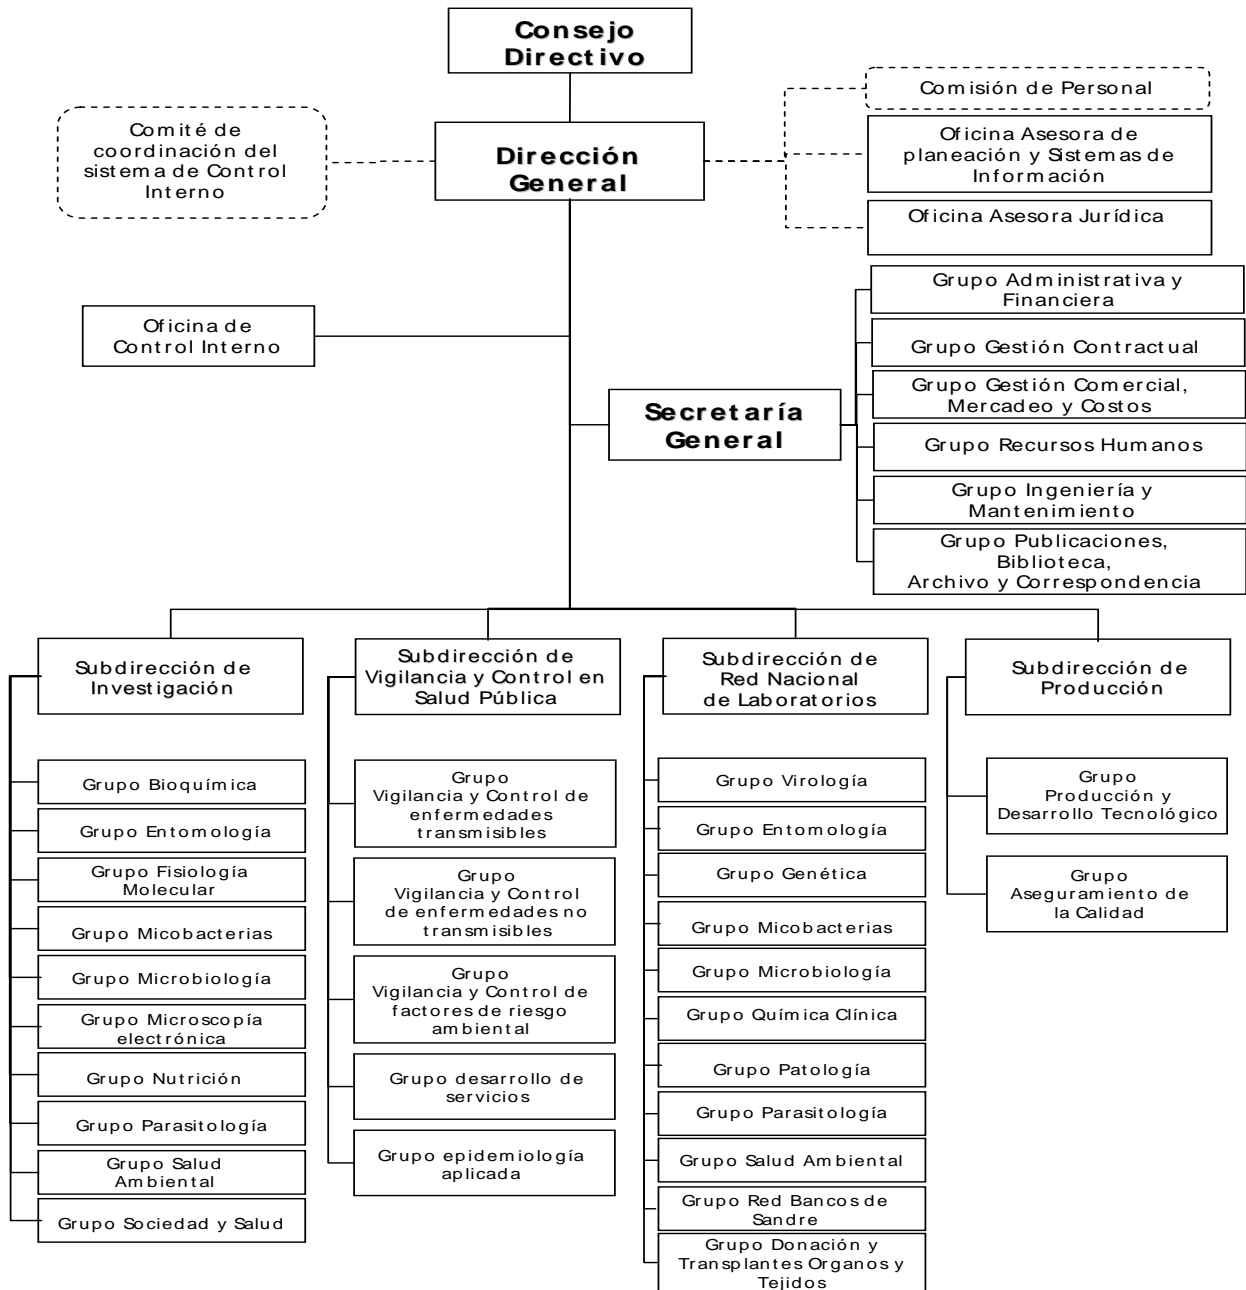 Consejo
Directivo
Comisión de Personal
Comité de
coordinación del
sistema de Control
Interno
Dirección
General
Oficina Asesora de
planeación y Sistemas de
Información
Oficina Asesora Jurídica
Grupo Administrativa y
Financiera
Oficina de
Control Interno
Grupo Gestión Contractual
Grupo Gestión Comercial,
Mercadeo y Costos
Secretaría
General
Grupo Recursos Humanos
Grupo Ingeniería y
Mantenimiento
Grupo Publicaciones,
Biblioteca,
Archivo y Correspondencia
Subdirección de
Investigación
Grupo Bioquímica
Grupo Entomología
Grupo Fisiología
Molecular
Grupo Micobacterias
Grupo Microbiología
Grupo Microscopía
electrónica
Grupo Nutrición
Grupo Parasitología
Grupo Salud
Ambiental
Grupo Sociedad y Salud
Subdirección de
Vigilancia y Control en
Salud Pública
Grupo
Vigilancia y Control de
enfermedades
transmisibles
Grupo
Vigilancia y Control
de enfermedades no
transmisibles
Grupo
Vigilancia y Control de
factores de riesgo
ambiental
Grupo desarrollo de
servicios
Grupo epidemiología
aplicada
Subdirección de
Red Nacional
de Laboratorios
Grupo Virología
Grupo Entomología
Grupo Genética
Grupo Micobacterias
Grupo Microbiología
Grupo Química Clínica
Grupo Patología
Grupo Parasitología
Grupo Salud Ambiental
Grupo Red Bancos de
Sandre
Grupo Donación y
Transplantes Organos y
Tejidos
Subdirección de
Producción
Grupo
Producción y
Desarrollo Tecnológico
Grupo
Aseguramiento de
la Calidad